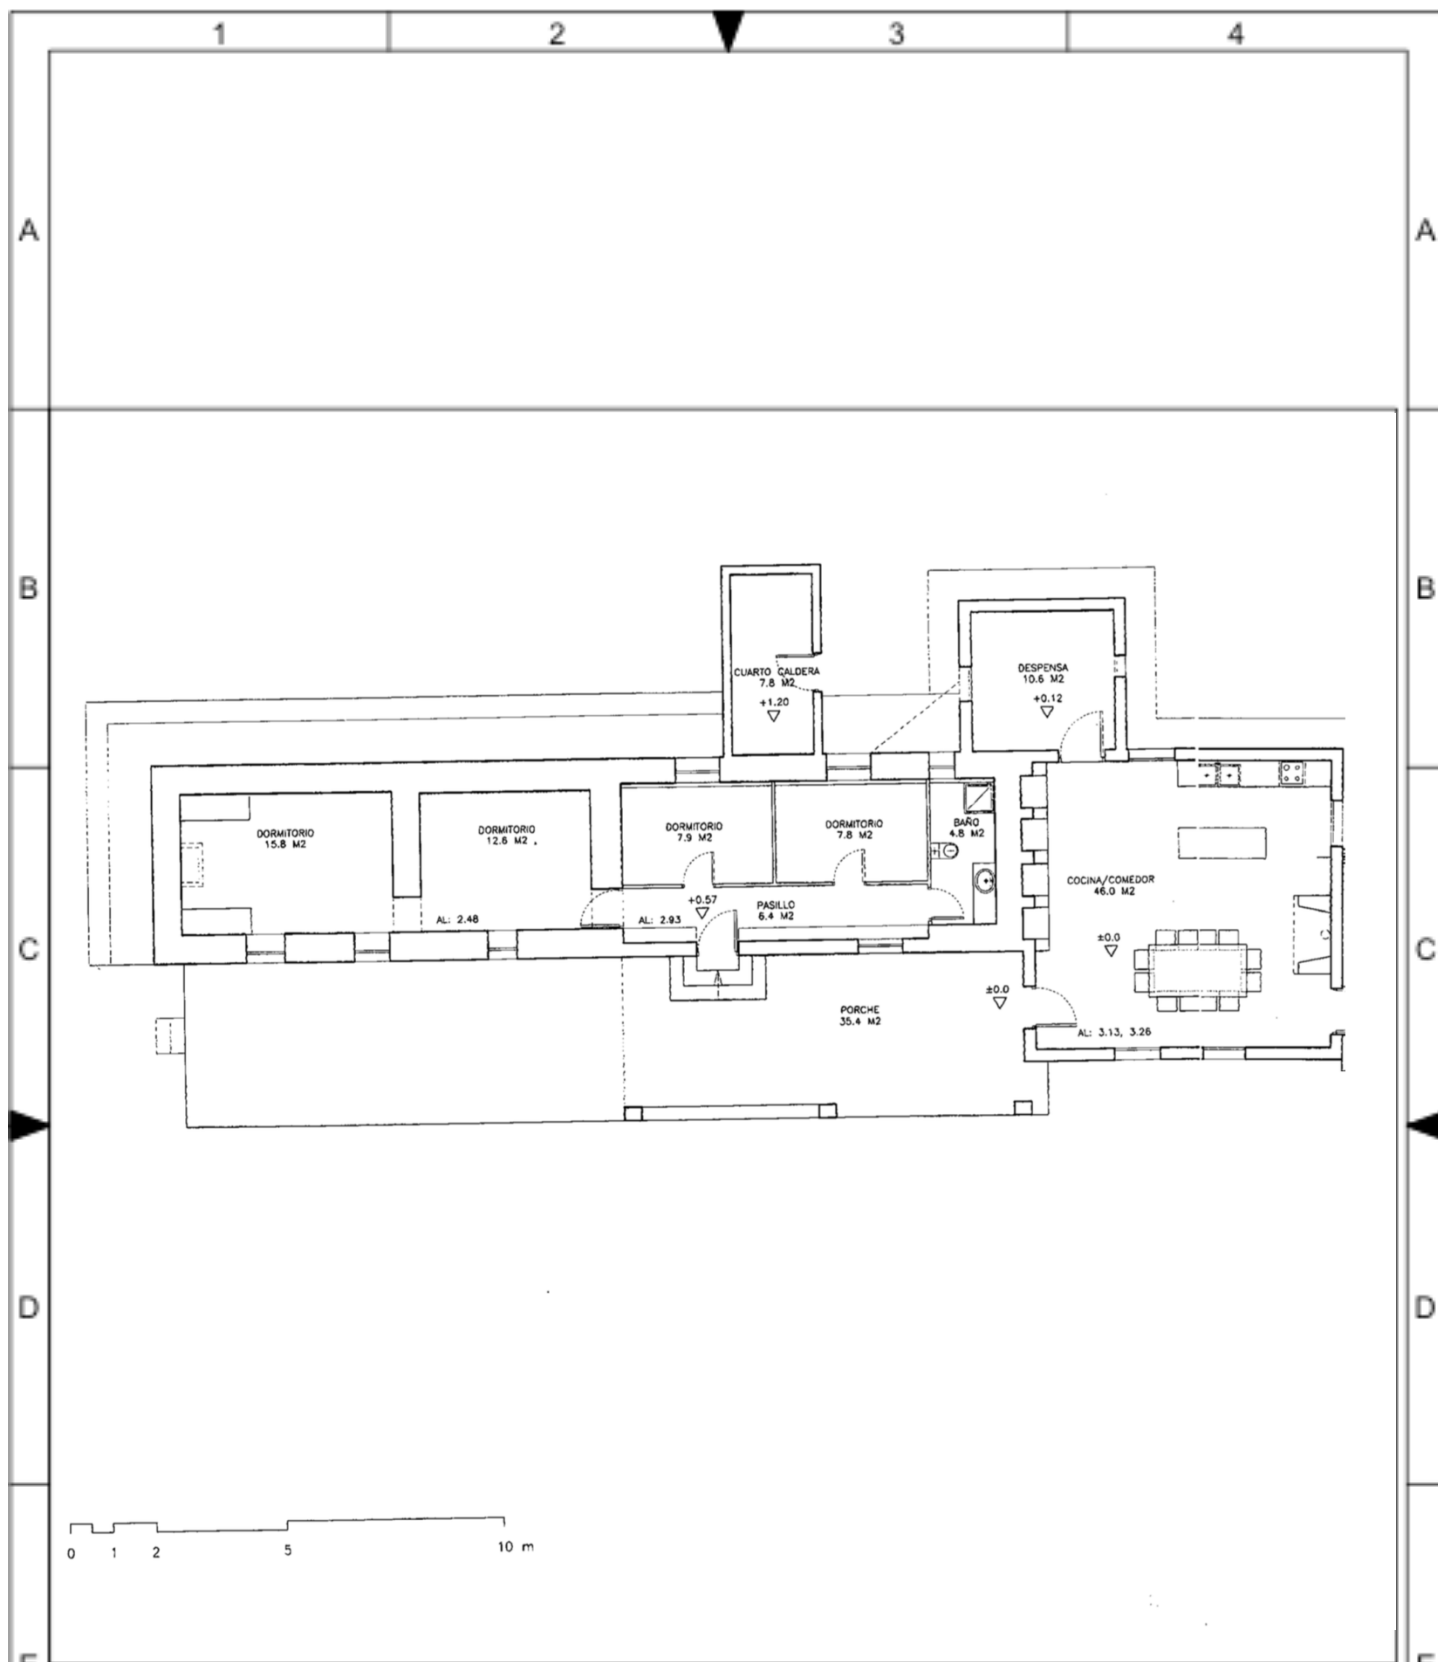 1
2
3
4
A
A
B
B
CUARTO CALDERA
7.8 M2
+1.20
DESPENSA
10.6 M2
+0.12
DORMITORIO
15.8 M2
DORMITORIO
12.6 M2
DORMITORIO
7.9 M2
DORMITORIO
7.8 M2
BAÑO
4.8 M2
COCINA/COMEDOR
46.0 M2
±0.0
+0.57
PASILLO
6.4 M2
AL: 2.48
AL: 2.93
C
C
±0.0
PORCHE
35.4 M2
AL: 3.13, 3.26
D
D
0
1
2
5
10 m